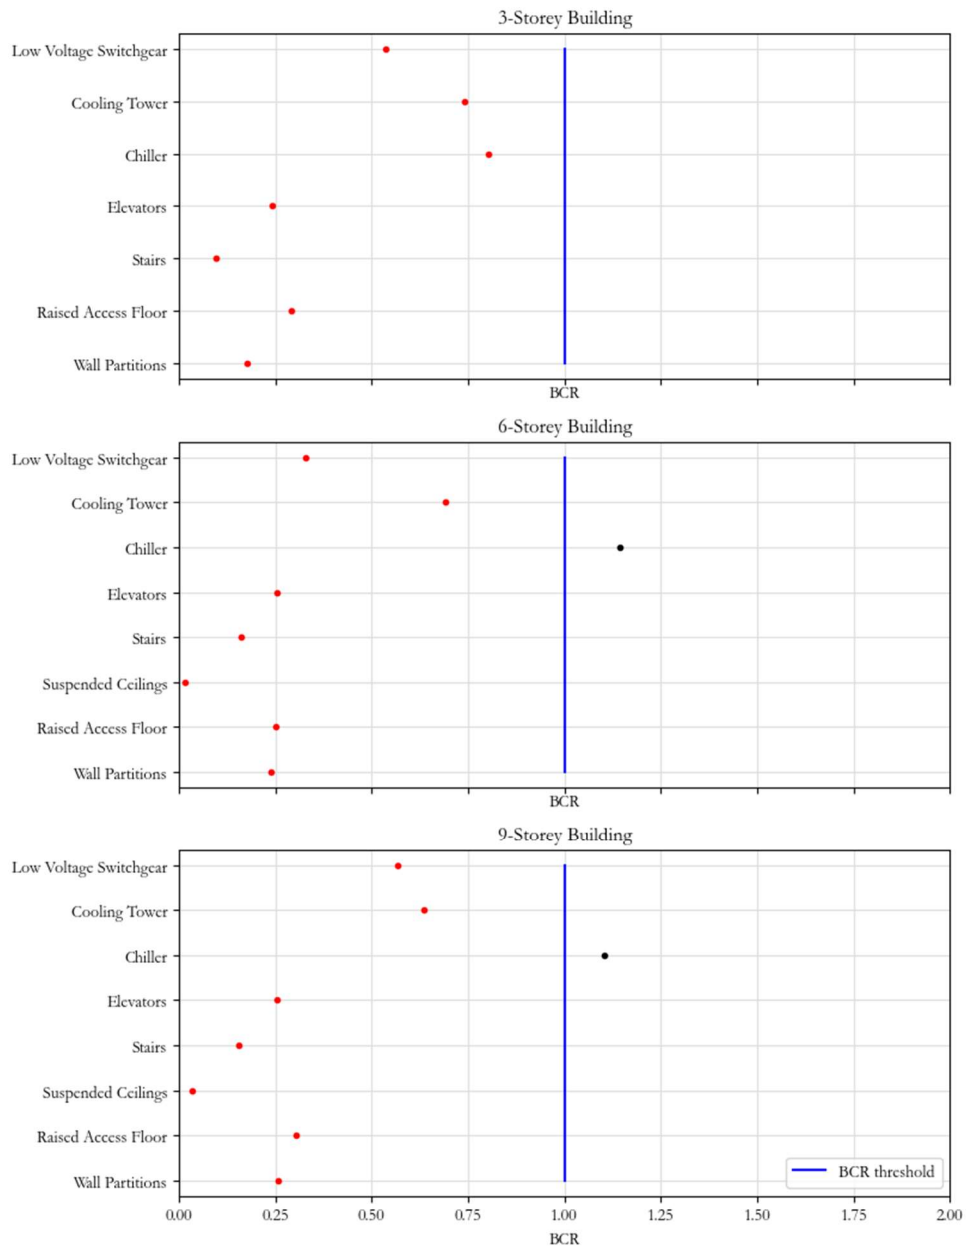 3-Storey Building
Low Voltage Switchgear
Cooling Tower
Chiller
Elevators
Stairs
Raised Access Floor
Wall Partitions
BCR
6-Storey Building
Low Voltage Switchgear
Cooling Tower
Chiller
Elevators
Stairs
Suspended Ceilings
Raised Access Floor
Wall Partitions
BCR
9-Storey Building
Low Voltage Switchgear
Cooling Tower
Chiller
Elevators
Stairs
Suspended Ceilings
Raised Access Floor
Wall Partitions
BCR threshold
0.00 0.25 0.50 0.75 1.00 1.25 1.50 1.75 2.00
BCR